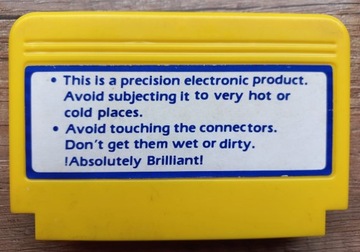 • This is a precision electronic product.
Avoid subjecting it to very hot or
cold places.
• Avoid touching the connectors.
Don't get them wet or dirty.
!Absolutely Brilliant!